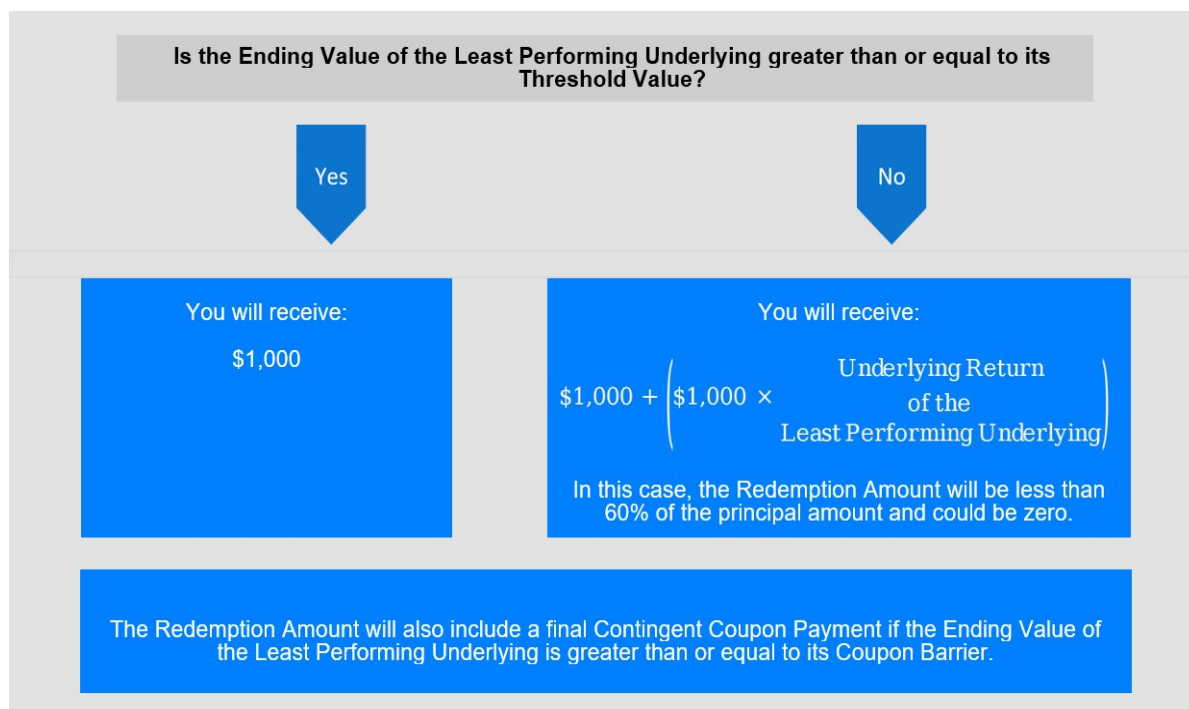 Is the Ending Value of the Least Performing Underlying greater than or equal to its
Threshold Value?
Yes
No
You will receive:
$1,000
You will receive:
$1,000 + ($1,000 × Underlying Return
of the
Least Performing Underlying)
In this case, the Redemption Amount will be less than
60% of the principal amount and could be zero.
The Redemption Amount will also include a final Contingent Coupon Payment if the Ending Value of
the Least Performing Underlying is greater than or equal to its Coupon Barrier.